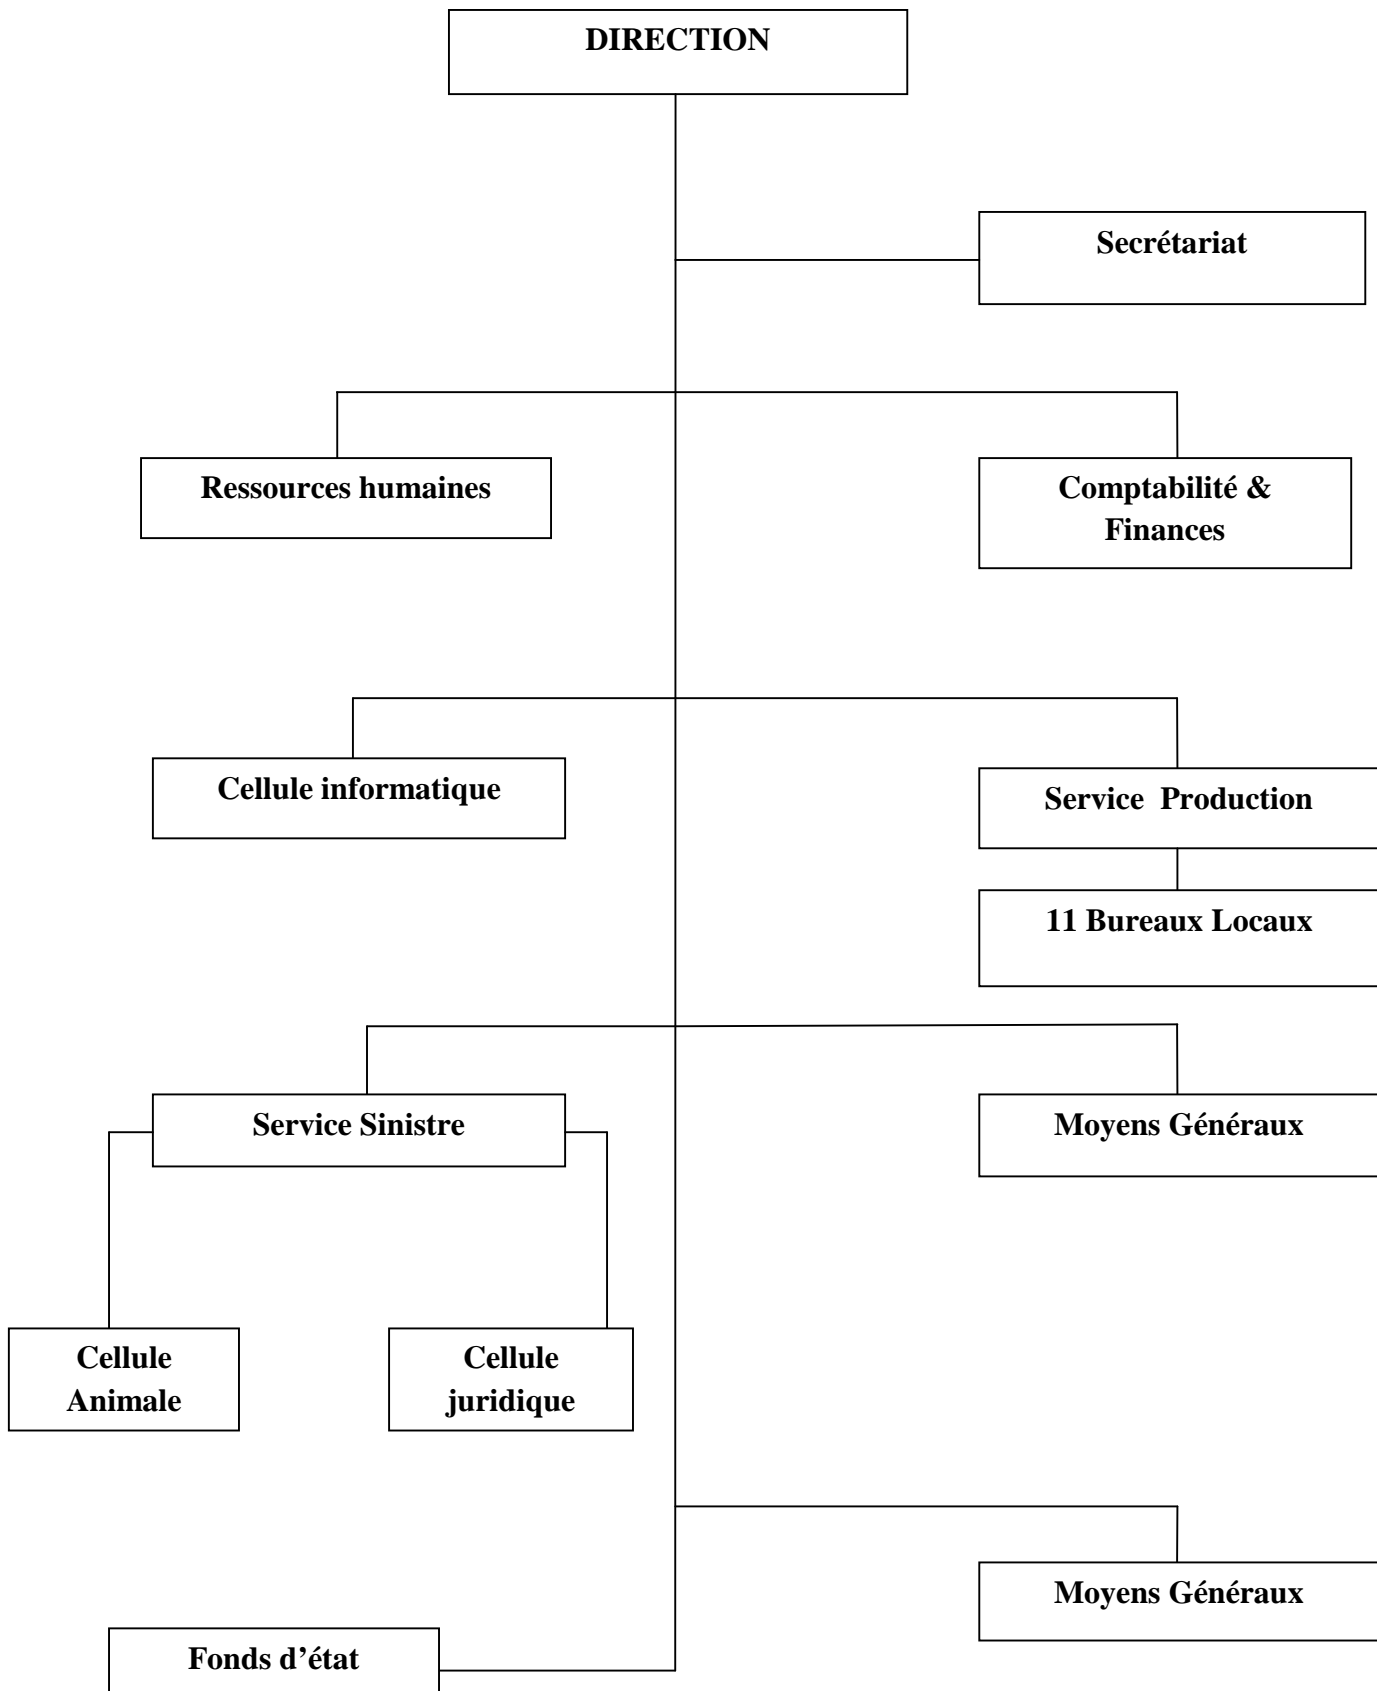 DIRECTION
Secrétariat
Ressources humaines
Comptabilité &
Finances
Cellule informatique
Service Production
11 Bureaux Locaux
Service Sinistre
Moyens Généraux
Cellule
Animale
Cellule
juridique
Moyens Généraux
Fonds d’état